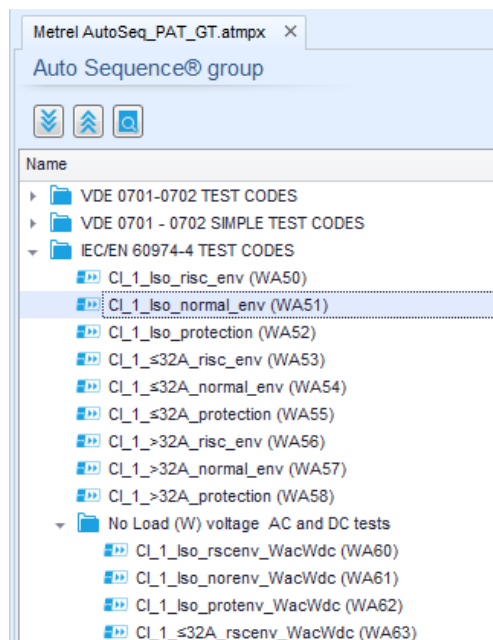 Metrel AutoSeq_PAT_GT.atmpx
Auto Sequence® group
Name
VDE 0701-0702 TEST CODES
VDE 0701 - 0702 SIMPLE TEST CODES
IEC/EN 60974-4 TEST CODES
Cl_1_Iso_risc_env (WA50)
Cl_1_Iso_normal_env (WA51)
Cl_1_Iso_protection (WA52)
Cl_1_≤32A_risc_env (WA53)
Cl_1_≤32A_normal_env (WA54)
Cl_1_≤32A_protection (WA55)
Cl_1_>32A_risc_env (WA56)
Cl_1_>32A_normal_env (WA57)
Cl_1_>32A_protection (WA58)
No Load (W) voltage  AC and DC tests
Cl_1_Iso_rscenv_WacWdc (WA60)
Cl_1_Iso_norenv_WacWdc (WA61)
Cl_1_Iso_protenv_WacWdc (WA62)
Cl_1_≤32A_rscenv_WacWdc (WA63)